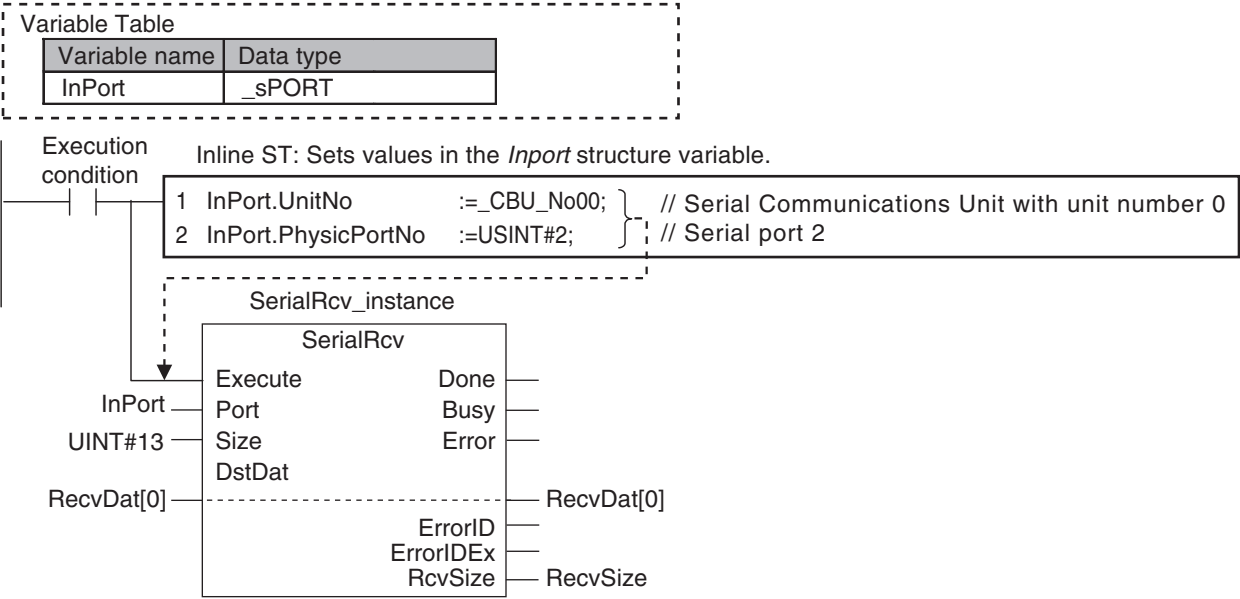 Variable Table
Variable name Data type
InPort _sPORT
Execution
condition
Inline ST: Sets values in the Inport structure variable.
1 InPort.UnitNo :=_CBU_No00; // Serial Communications Unit with unit number 0
2 InPort.PhysicPortNo :=USINT#2; // Serial port 2
SerialRcv_instance
SerialRcv
Execute Done
InPort Port Busy
UINT#13 Size Error
DstDat
RecvDat[0] RecvDat[0]
ErrorID
ErrorIDEx
RcvSize RecvSize